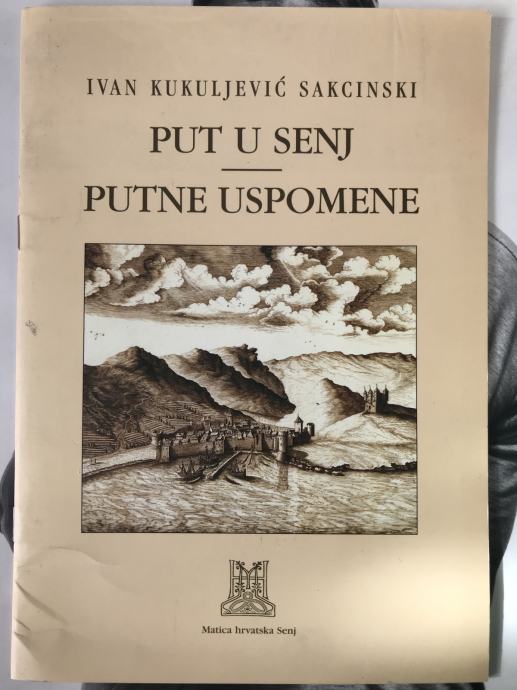 IVAN KUKULJEVIĆ SAKCINSKI
PUT U SENJ
PUTNE USPOMENE
Matica hrvatska Senj